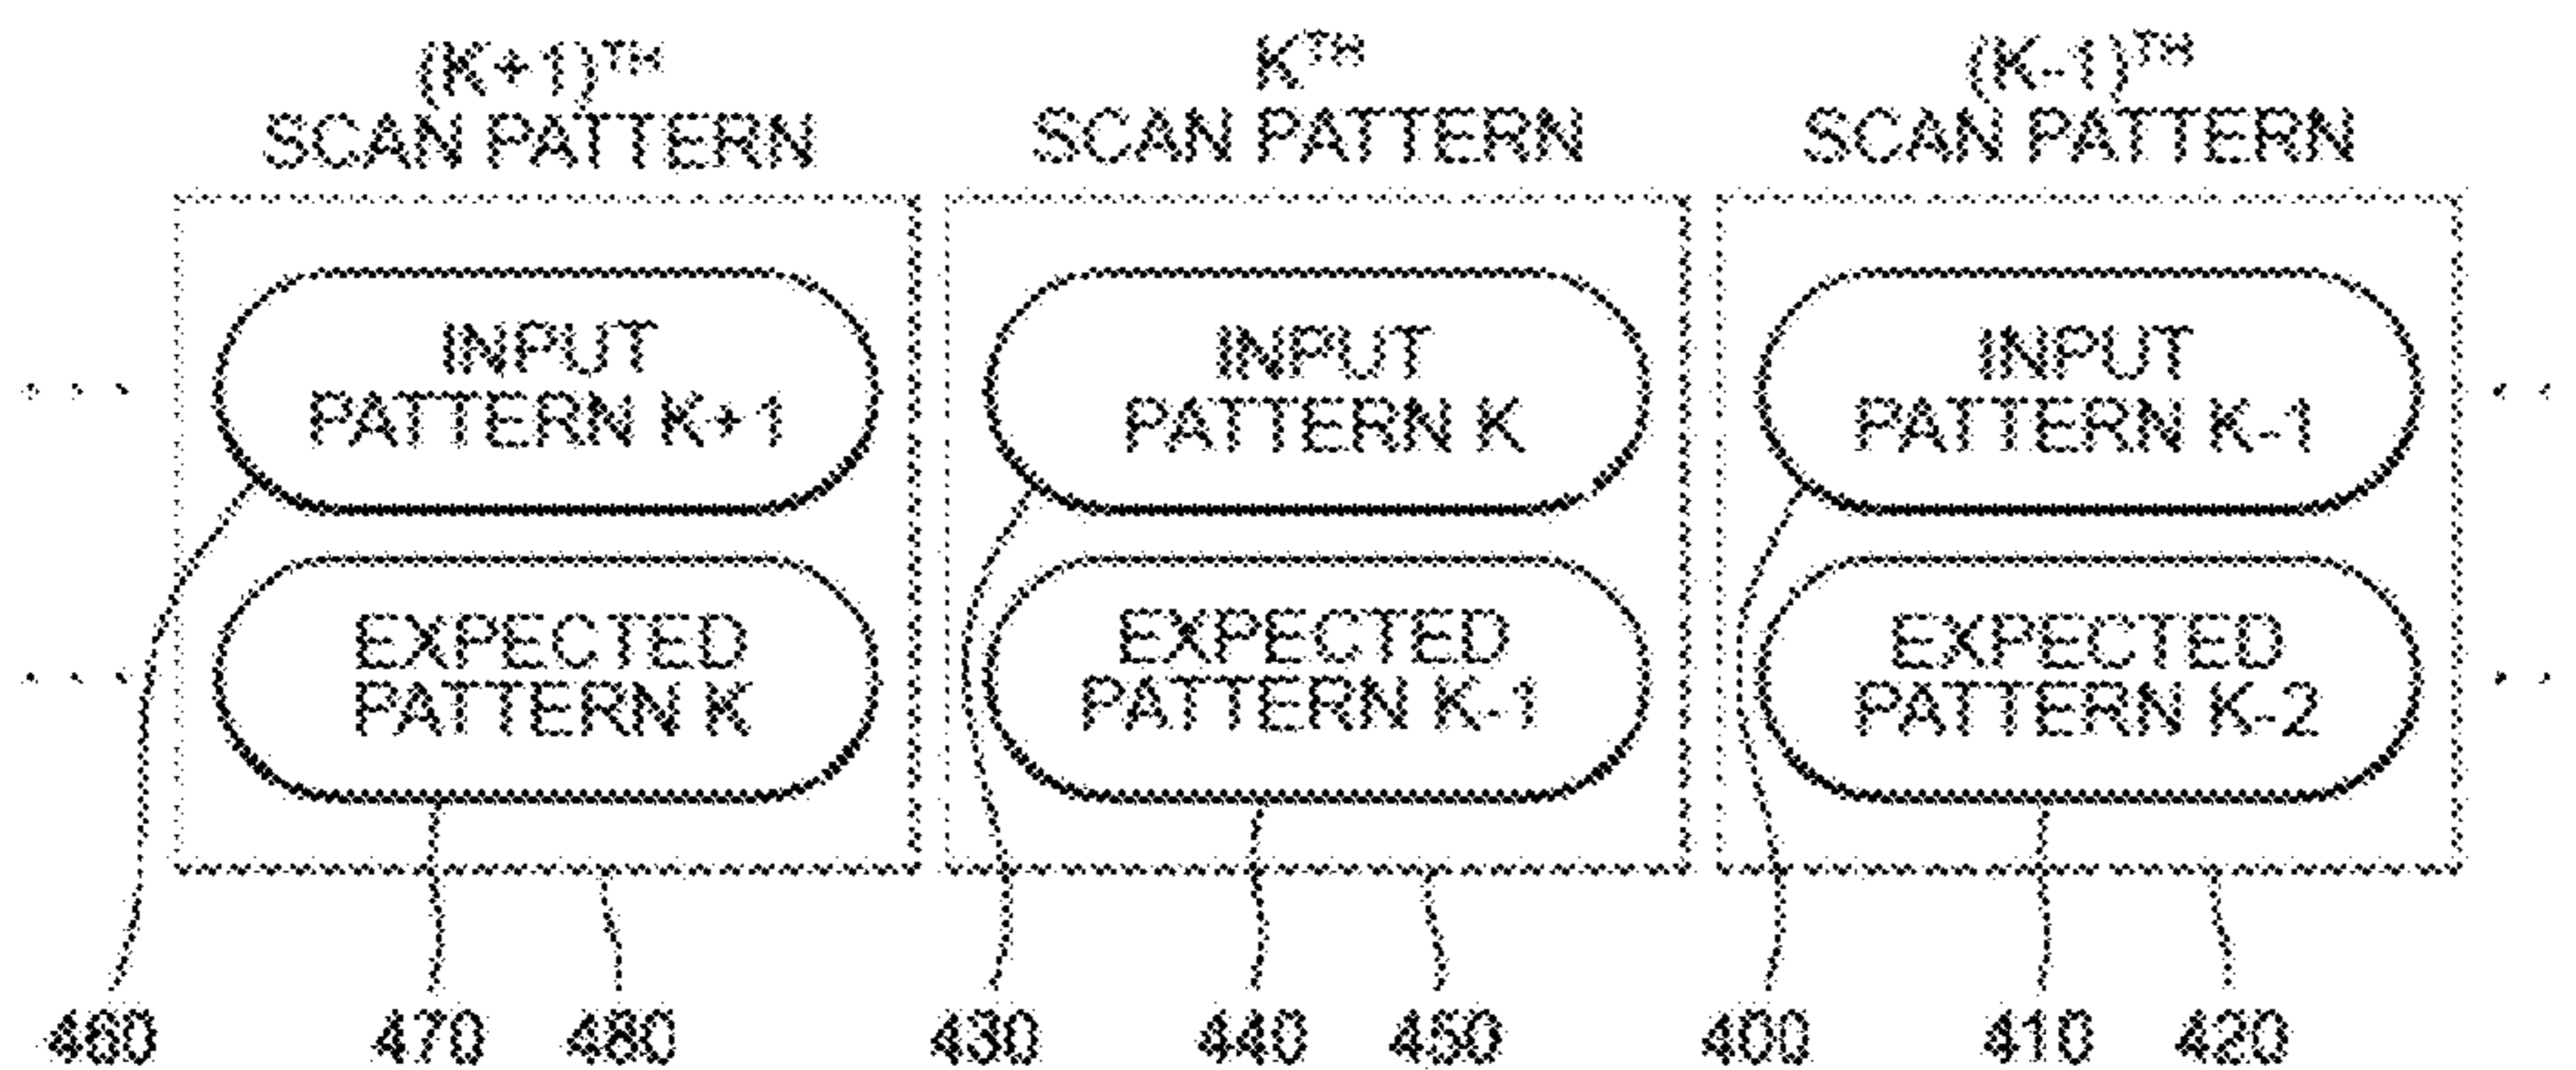 (K+1)TH
SCAN PATTERN
KTH
SCAN PATTERN
(K-1)TH
SCAN PATTERN
INPUT
PATTERN K+1
INPUT
PATTERN K
INPUT
PATTERN K-1
EXPECTED
PATTERN K
EXPECTED
PATTERN K-1
EXPECTED
PATTERN K-2
460 470 480 430 440 450 400 410 420